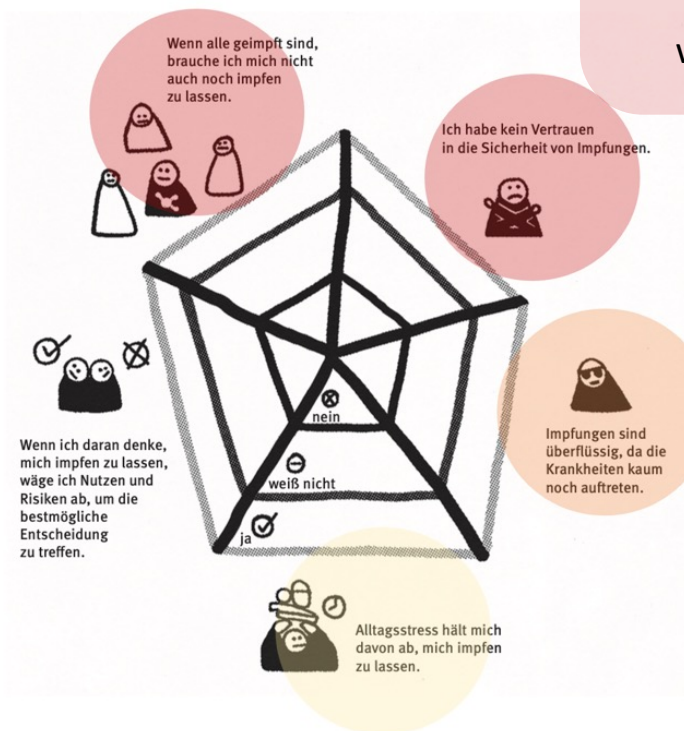 Wenn alle geimpft sind,
brauche ich mich nicht
auch noch impfen
zu lassen.
Ich habe kein Vertrauen
in die Sicherheit von Impfungen.
Impfungen sind
überflüssig, da die
Krankheiten kaum
noch auftreten.
Wenn ich daran denke,
mich impfen zu lassen,
wäge ich Nutzen und
Risiken ab, um die
bestmögliche
Entscheidung
zu treffen.
nein
weiß nicht
ja
Alltagsstress hält mich
davon ab, mich impfen
zu lassen.